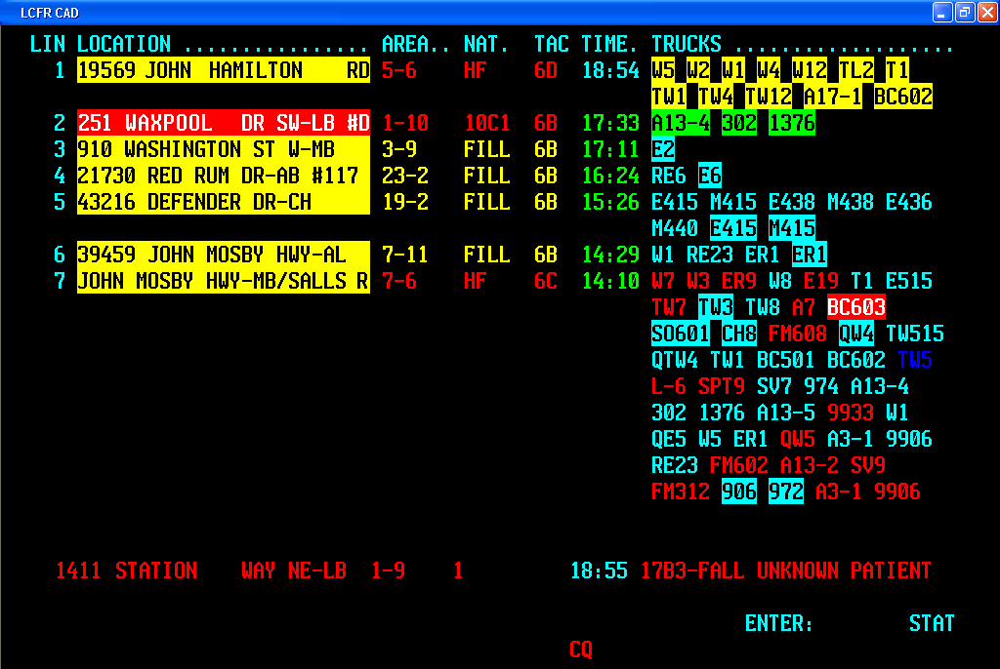 LCFR CAD
LIN LOCATION ................ AREA.. NAT. TAC TIME. TRUCKS ...................
1 19569 JOHN HAMILTON RD 5-6 HF 6D 18:54 W5 W2 W1 W4 W12 TL2 T1
TW1 TW4 TW12 A17-1 BC602
2 251 WAXPOOL DR SW-LB #D 1-10 10C1 6B 17:33 A13-4 302 1376
3 910 WASHINGTON ST W-MB 3-9 FILL 6B 17:11 E2
4 21730 RED RUM DR-AB #117 23-2 FILL 6B 16:24 RE6 E6
5 43216 DEFENDER DR-CH 19-2 FILL 6B 15:26 E415 M415 E438 M438 E436
M440 E415 M415
6 39459 JOHN MOSBY HWY-AL 7-11 FILL 6B 14:29 W1 RE23 ER1 ER1
7 JOHN MOSBY HWY-MB/SALLS R 7-6 HF 6C 14:10 W7 W3 ER9 W8 E19 T1 E515
TW7 TW3 TW8 A7 BC603
SO601 CH8 FM608 QW4 TW515
QTW4 TW1 BC501 BC602 TW5
L-6 SPT9 SV7 974 A13-4
302 1376 A13-5 9933 W1
QE5 W5 ER1 QW5 A3-1 9906
RE23 FM602 A13-2 SV9
FM312 906 972 A3-1 9906
1411 STATION WAY NE-LB 1-9 1 18:55 17B3-FALL UNKNOWN PATIENT
ENTER: STAT
CQ